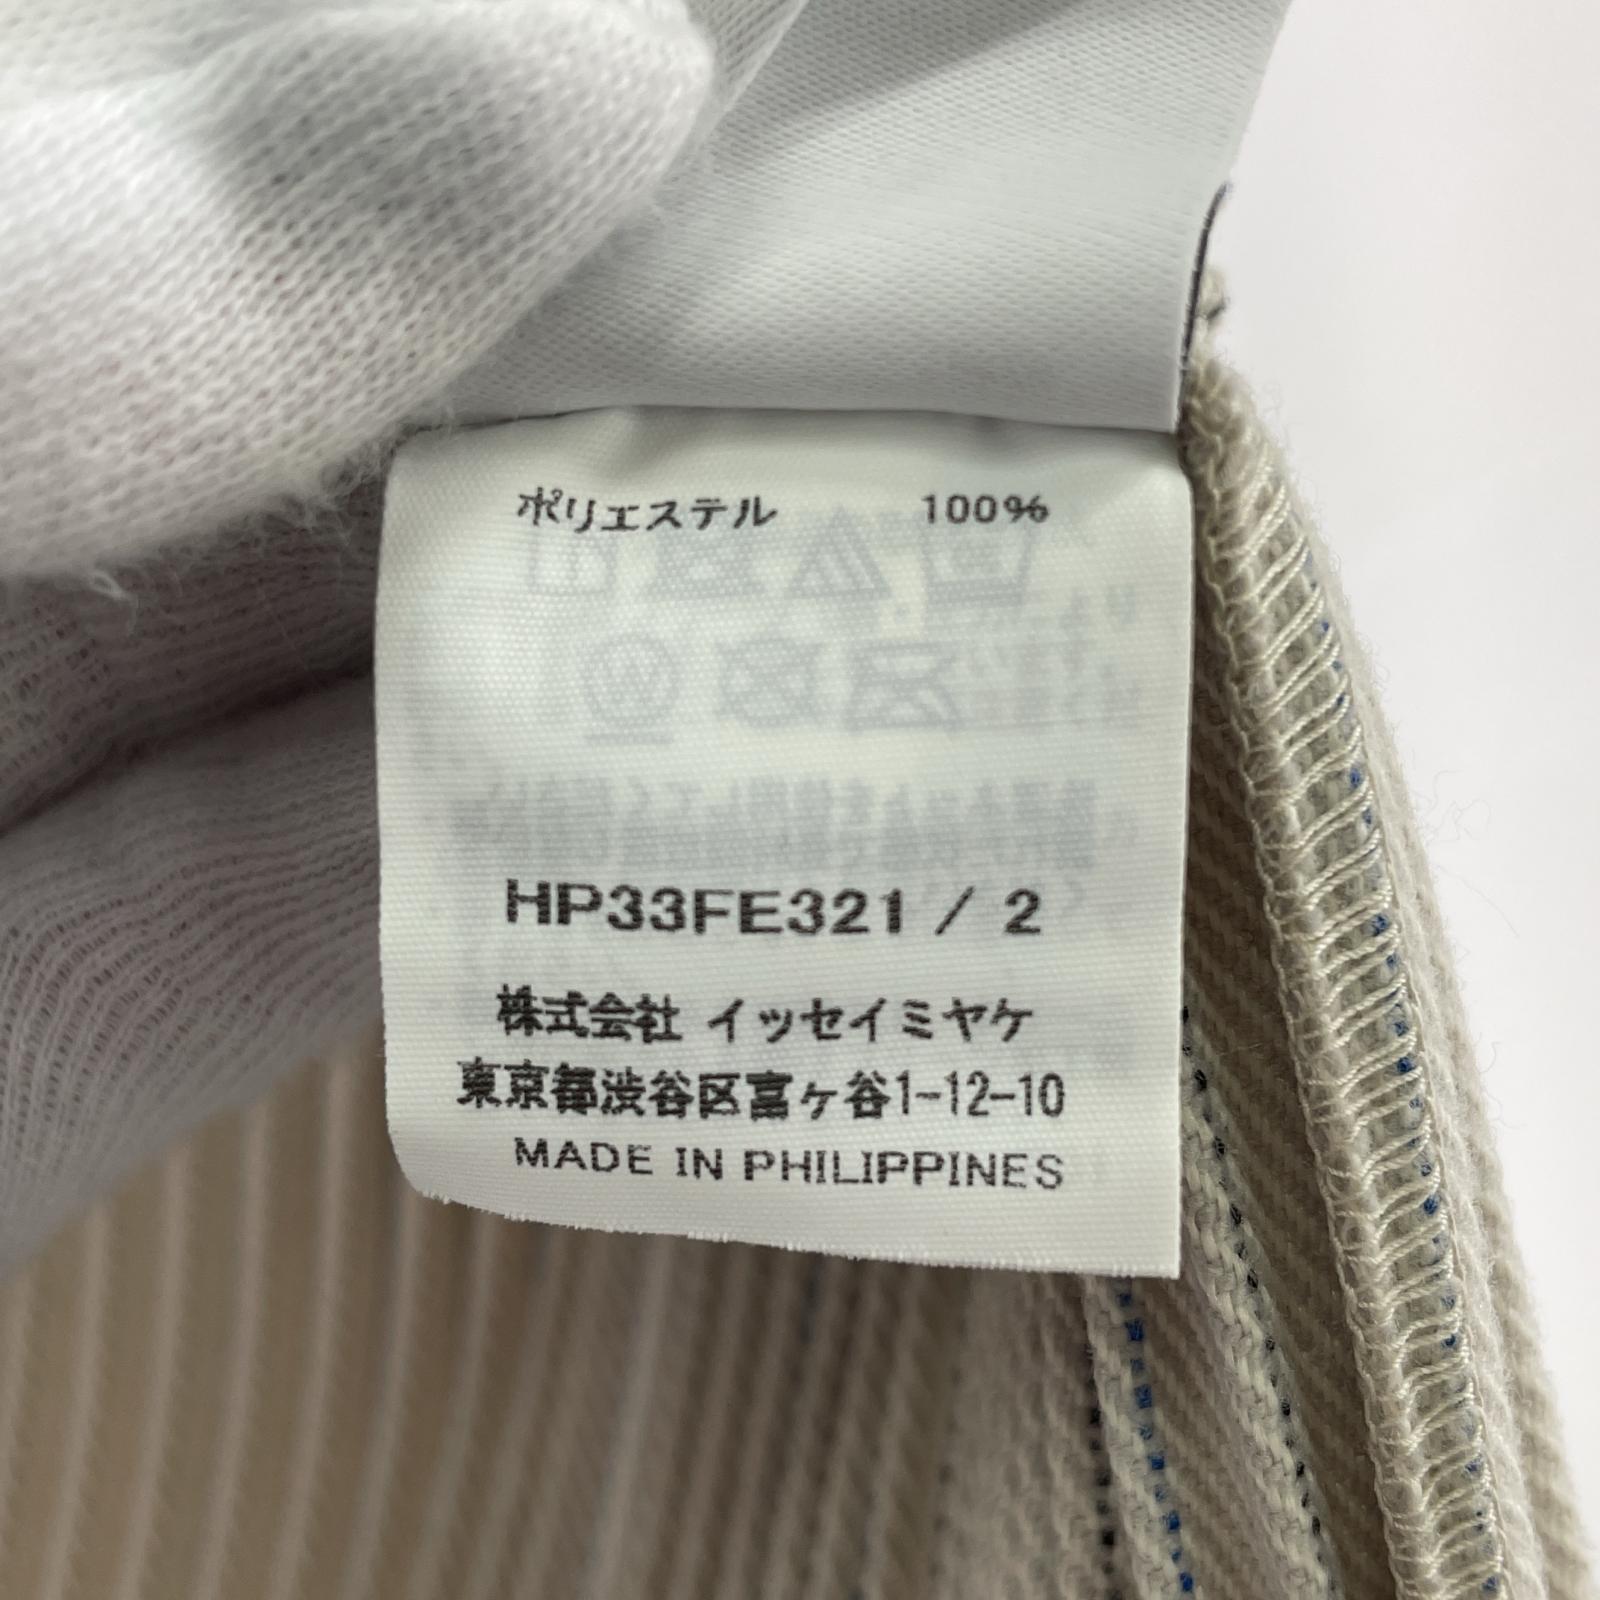 ポリエステル 100%
HP33FE321 / 2
株式会社 イッセイミヤケ
東京都渋谷区富ヶ谷1-12-10
MADE IN PHILIPPINES